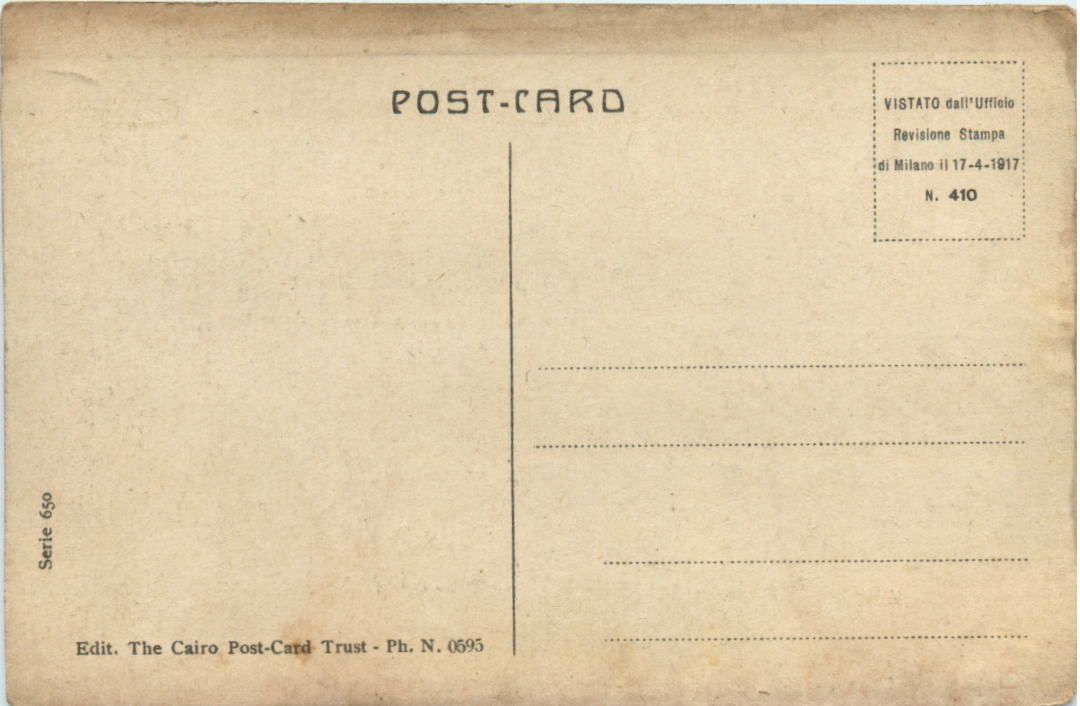 POST-CARD
VISTATO dall'Ufficio
Revisione Stampa
di Milano il 17-4-1917
N. 410
Serie 650
Edit. The Cairo Post-Card Trust - Ph. N. 0595